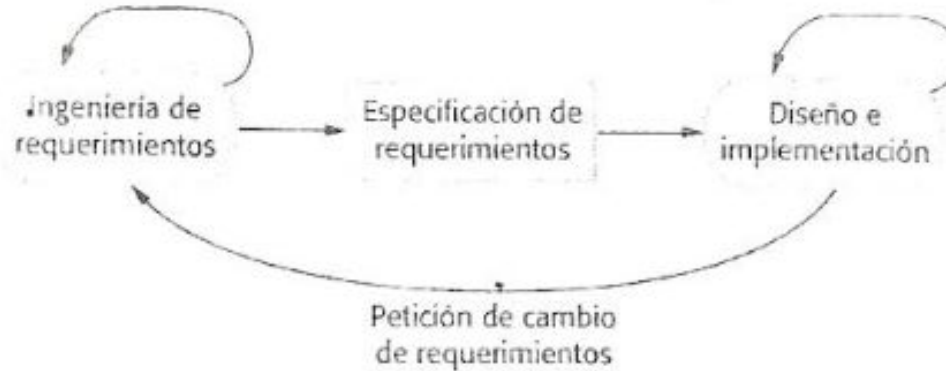 Ingeniería de
requerimientos
Especificación de
requerimientos
Diseño e
implementación
Petición de cambio
de requerimientos